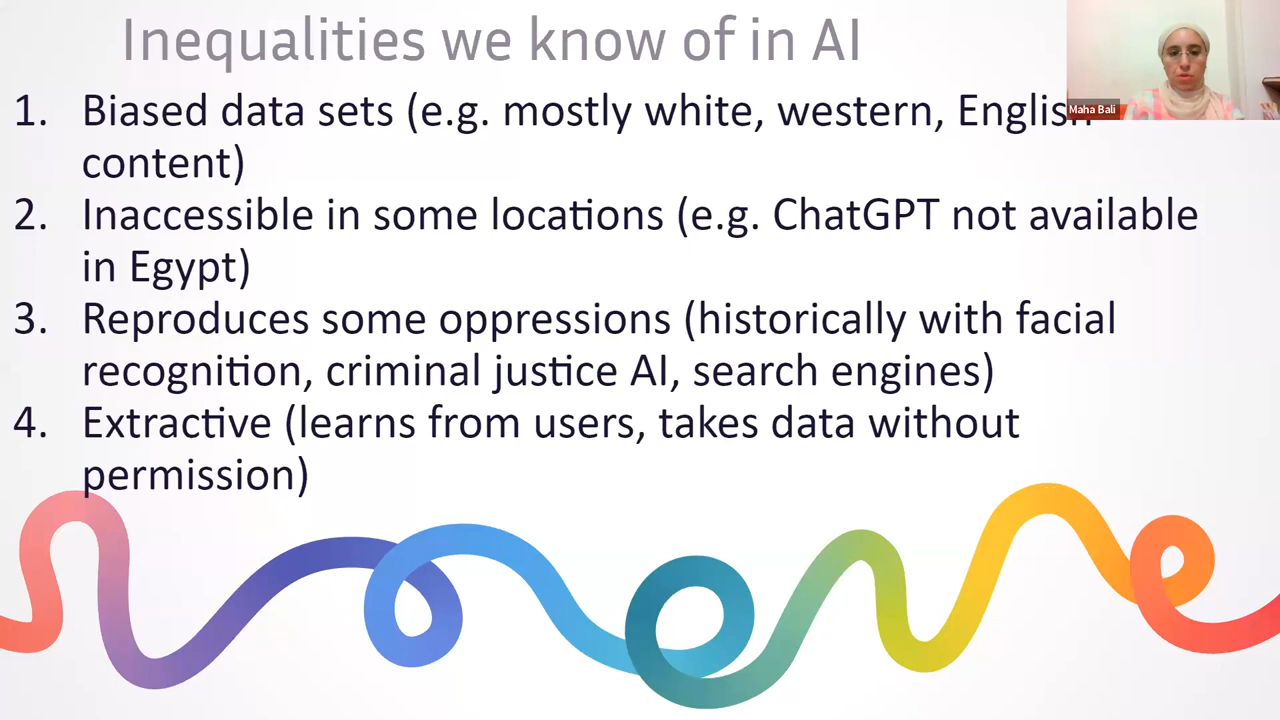 Inequalities we know of in AI
1. Biased data sets (e.g. mostly white, western, English
content)
2. Inaccessible in some locations (e.g. ChatGPT not available
in Egypt)
3. Reproduces some oppressions (historically with facial
recognition, criminal justice AI, search engines)
4. Extractive (learns from users, takes data without
permission)
Maha Bali